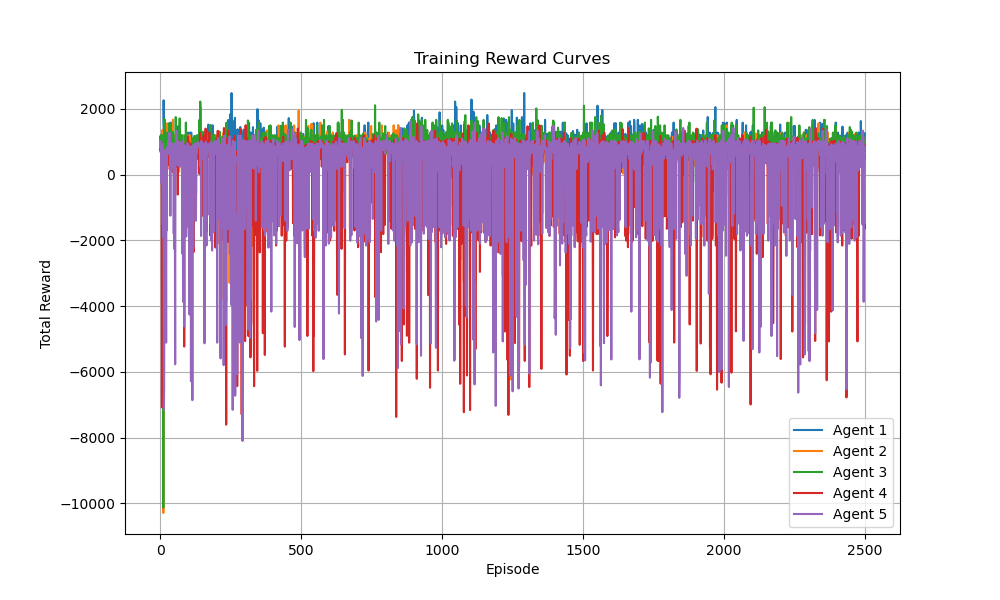 Training Reward Curves
Total Reward
2000
0
−2000
−4000
−6000
−8000
−10000
0
500
1000
1500
2000
2500
Episode
Agent 1
Agent 2
Agent 3
Agent 4
Agent 5